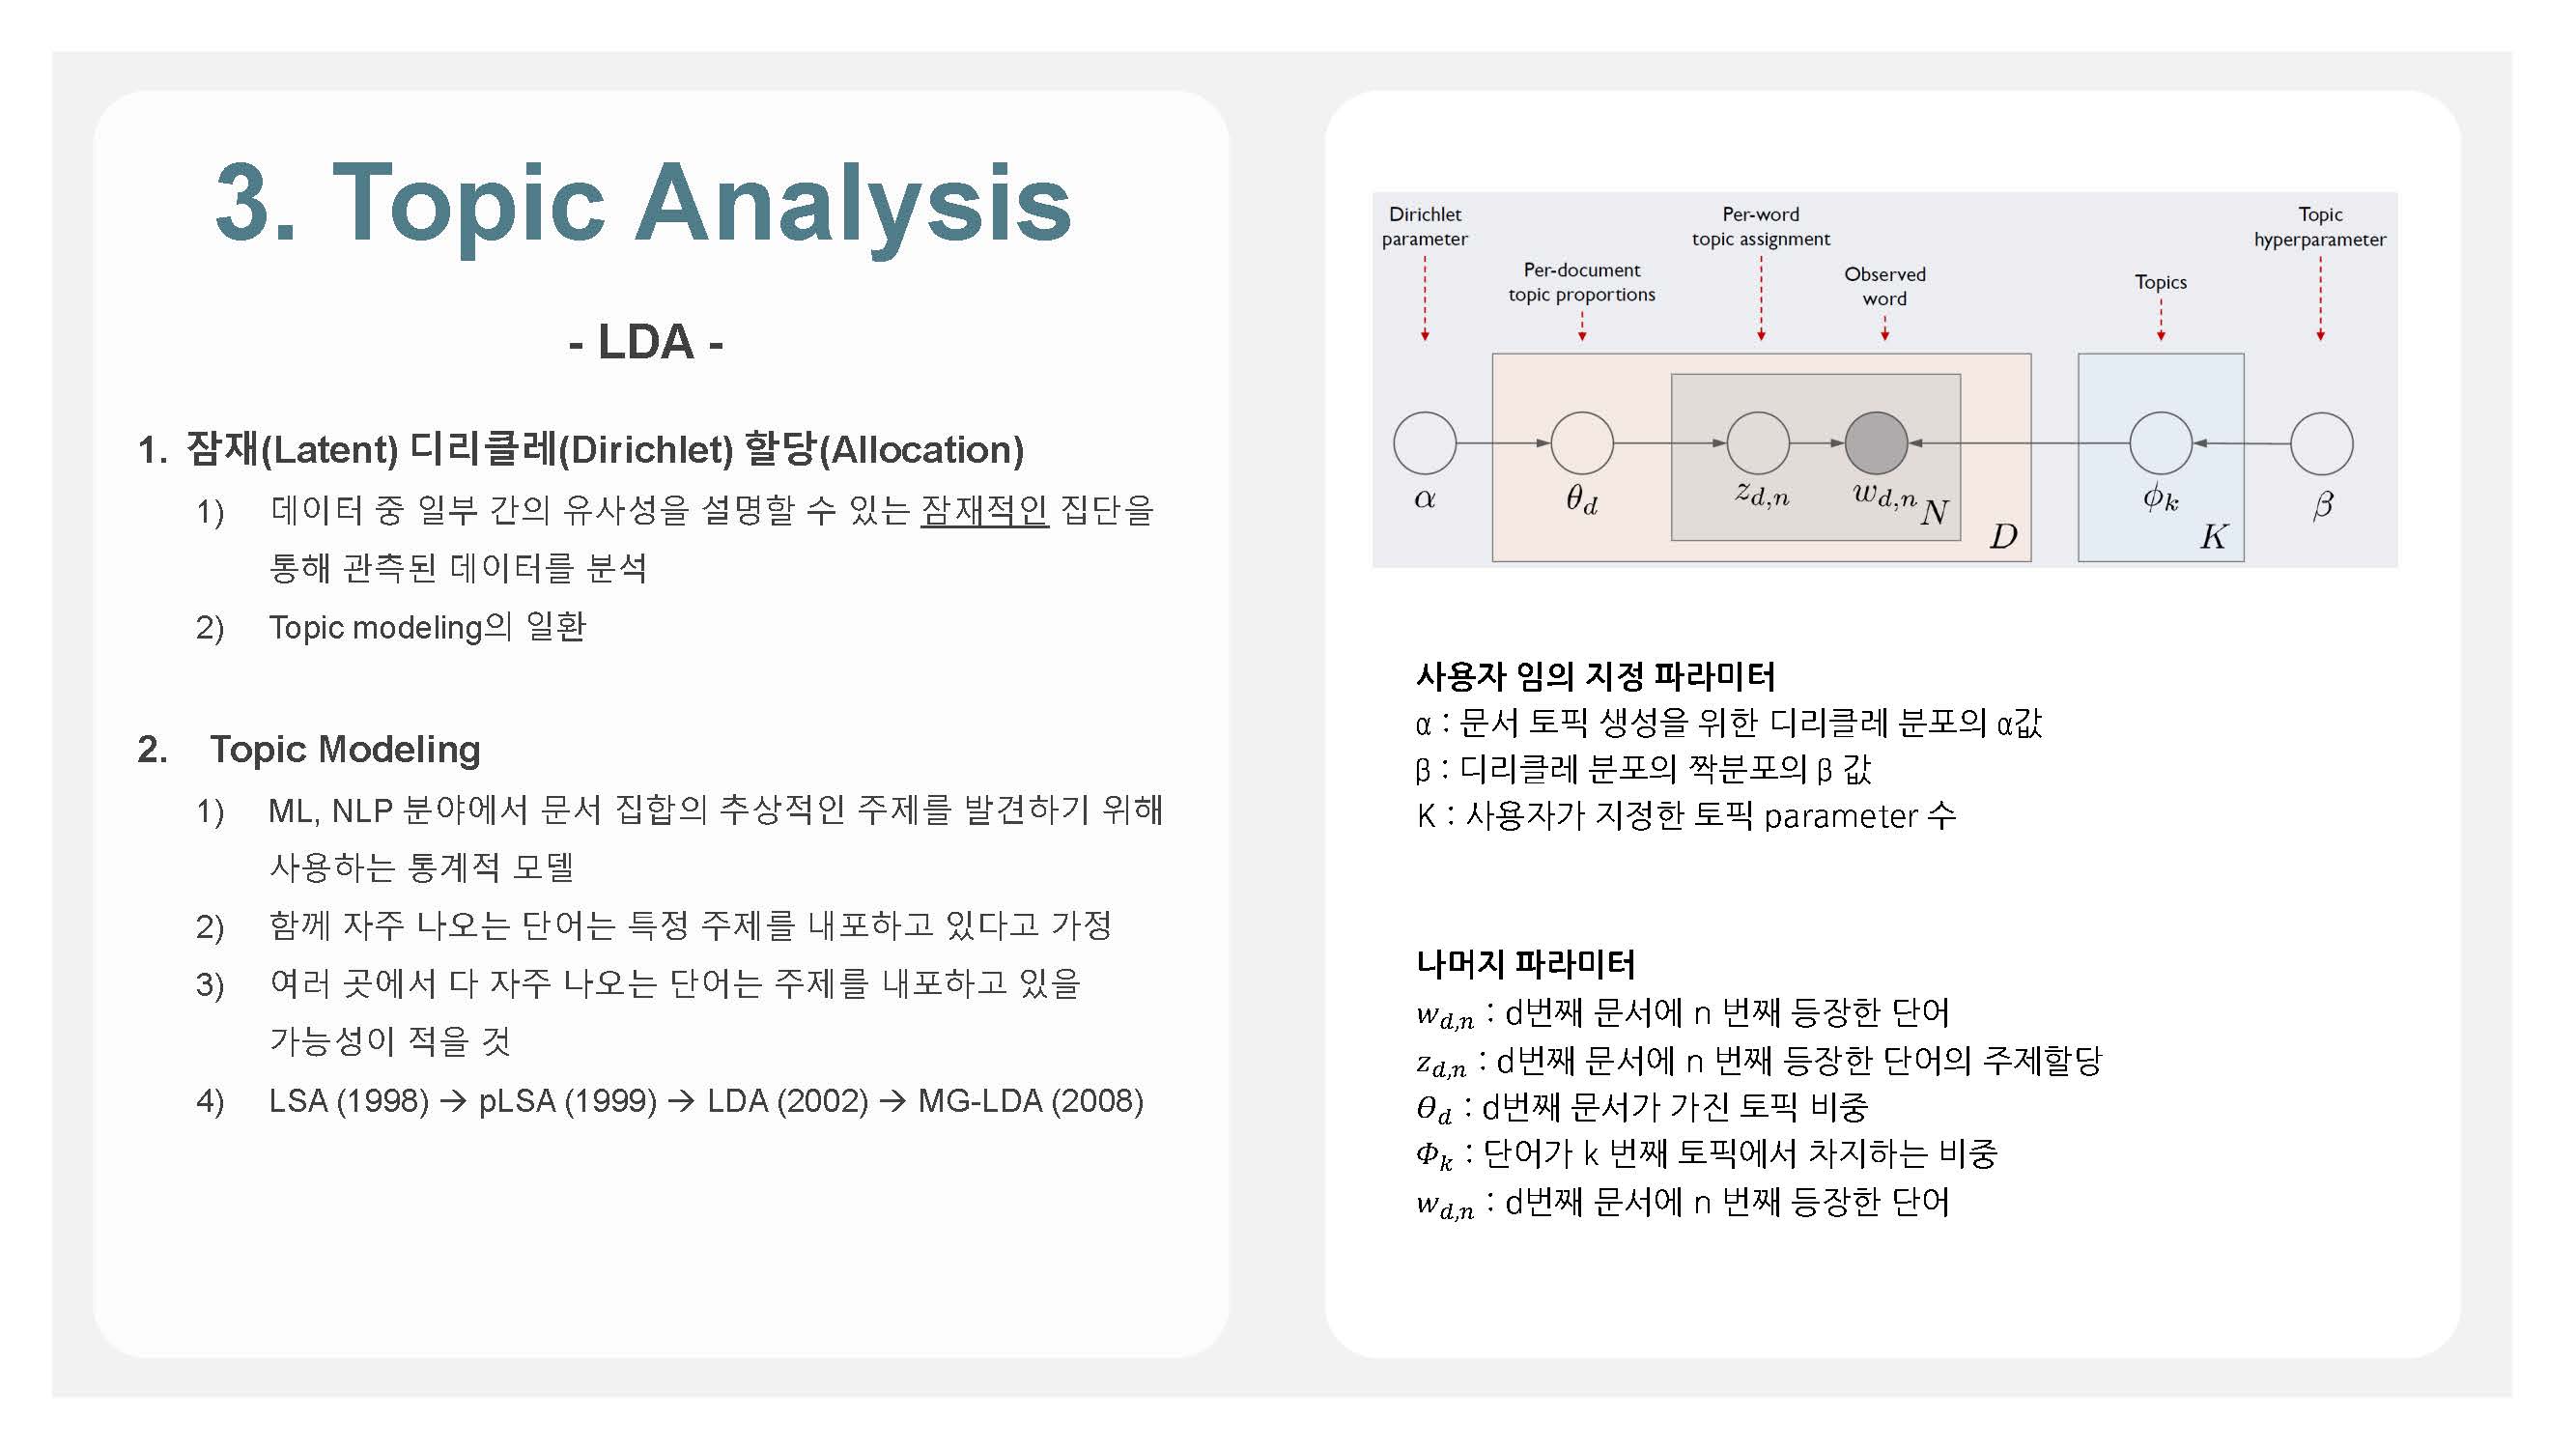 3. Topic Analysis
- LDA -
1. 잠재(Latent) 디리클레(Dirichlet) 할당(Allocation)
1) 데이터 중 일부 간의 유사성을 설명할 수 있는 잠재적인 집단을
통해 관측된 데이터를 분석
2) Topic modeling의 일환
2. Topic Modeling
1) ML, NLP 분야에서 문서 집합의 추상적인 주제를 발견하기 위해
사용하는 통계적 모델
2) 함께 자주 나오는 단어는 특정 주제를 내포하고 있다고 가정
3) 여러 곳에서 다 자주 나오는 단어는 주제를 내포하고 있을
가능성이 적을 것
4) LSA (1998) → pLSA (1999) → LDA (2002) → MG-LDA (2008)
Dirichlet
parameter
Per-document
topic proportions
Per-word
topic assignment
Observed
word
Topics
Topic
hyperparameter
α
θd
zd,n
wd,n
N
D
ϕk
K
β
사용자 임의 지정 파라미터
α : 문서 토픽 생성을 위한 디리클레 분포의 α값
β : 디리클레 분포의 짝분포의 β 값
K : 사용자가 지정한 토픽 parameter 수
나머지 파라미터
wd,n : d번째 문서에 n 번째 등장한 단어
zd,n : d번째 문서에 n 번째 등장한 단어의 주제할당
θd : d번째 문서가 가진 토픽 비중
Φk : 단어가 k 번째 토픽에서 차지하는 비중
wd,n : d번째 문서에 n 번째 등장한 단어